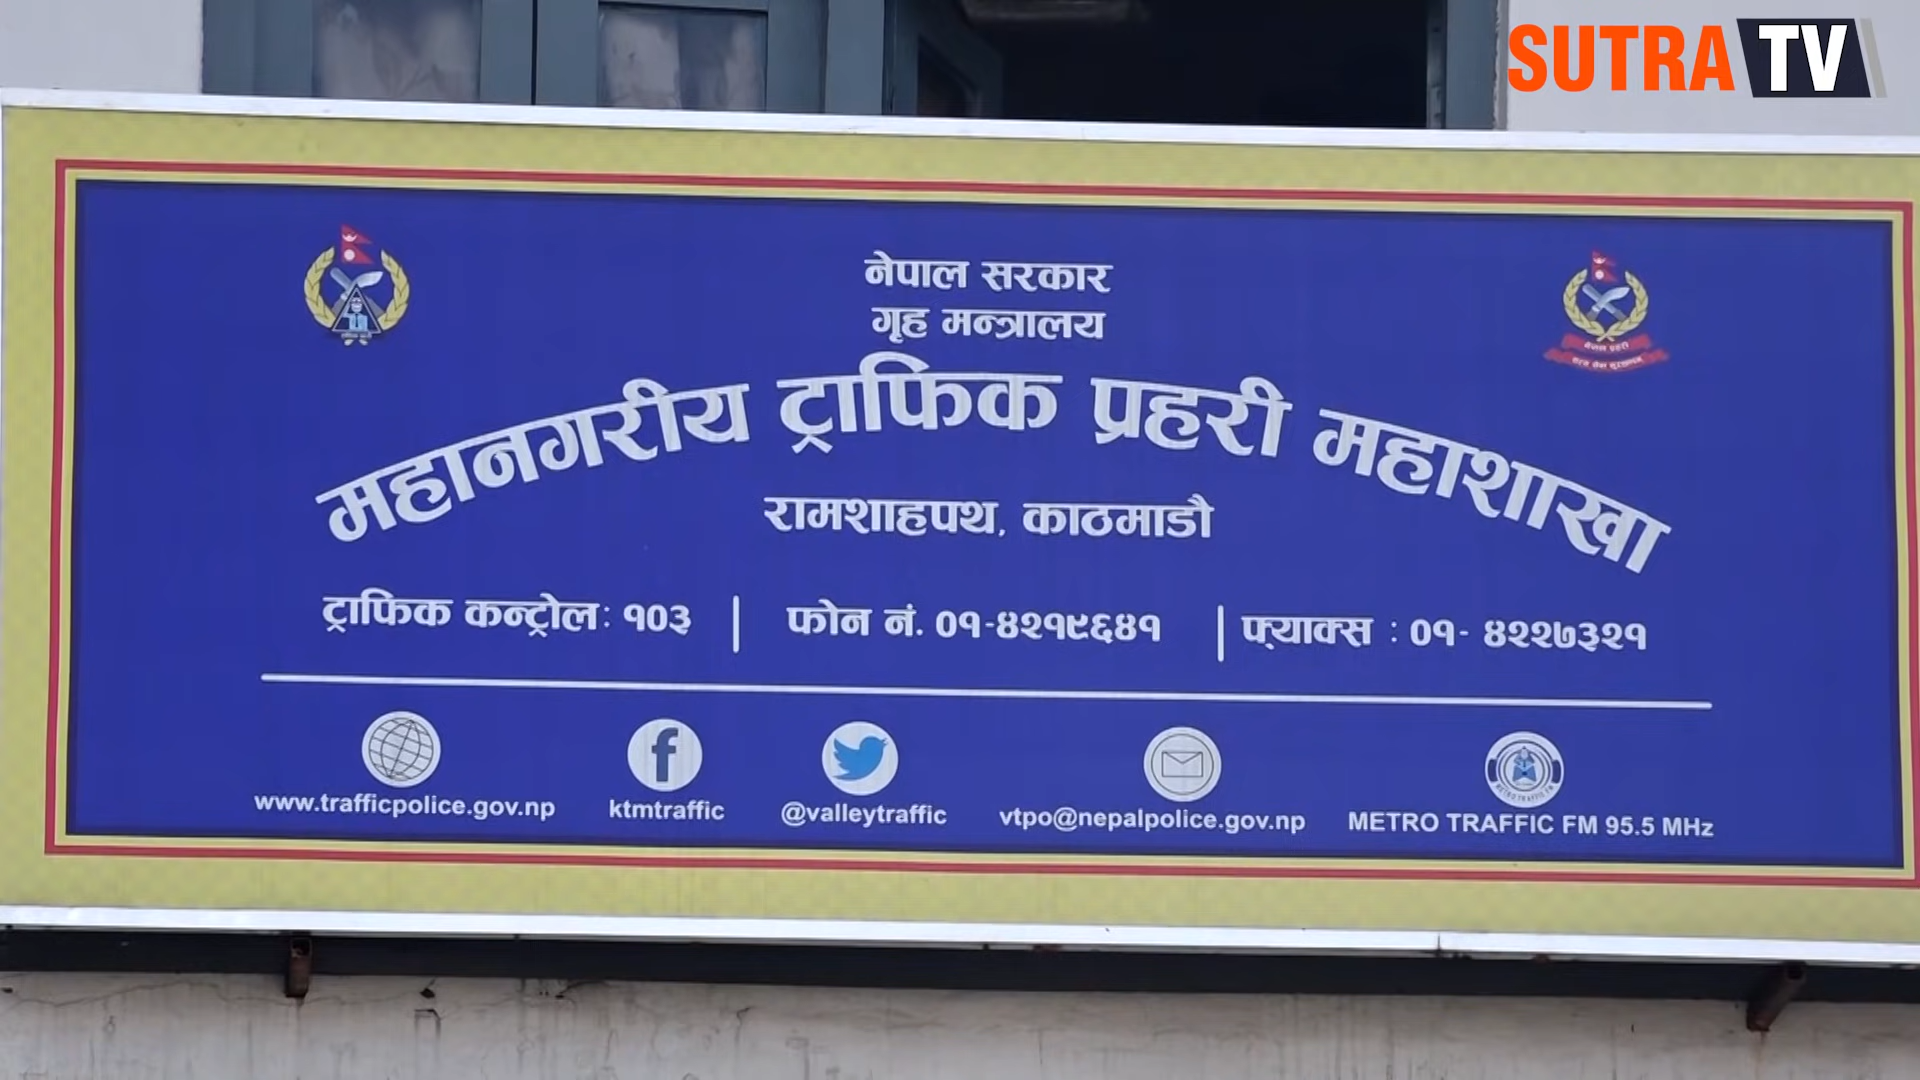 SUTRA TV
नेपाल सरकार
गृह मन्त्रालय
महानगरीय ट्राफिक प्रहरी महाशाखा
रामशाहपथ, काठमाडौ
ट्राफिक कन्ट्रोल: १०३ | फोन नं. ०१-४२१९६४१ | फ्याक्स : ०१- ४२२७३२१
www.trafficpolice.gov.np ktmtraffic @valleytraffic vtpo@nepalpolice.gov.np METRO TRAFFIC FM 95.5 MHz